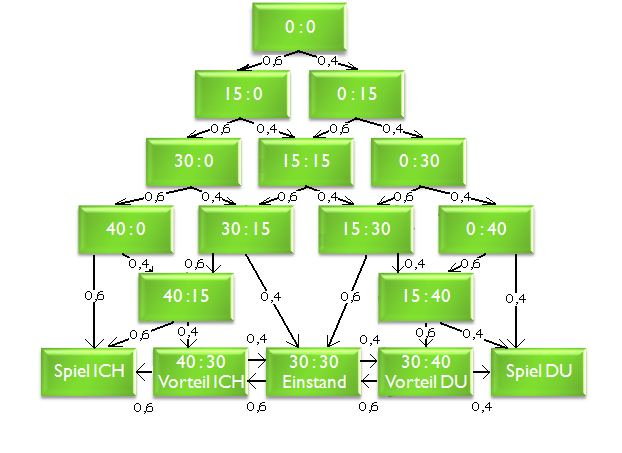 0 : 0
0,6 0,4
15 : 0 0 : 15
0,6 0,4 0,6 0,4
30 : 0 15 : 15 0 : 30
0,6 0,4 0,6 0,4 0,6 0,4
40 : 0 30 : 15 15 : 30 0 : 40
0,4 0,6 0,4 0,6
0,6 0,4 0,6 0,4
40 : 15 15 : 40
0,6 0,4 0,4 0,4 0,6 0,4
Spiel ICH
40 : 30
Vorteil ICH
30 : 30
Einstand
30 : 40
Vorteil DU
Spiel DU
0,6 0,6 0,6 0,4